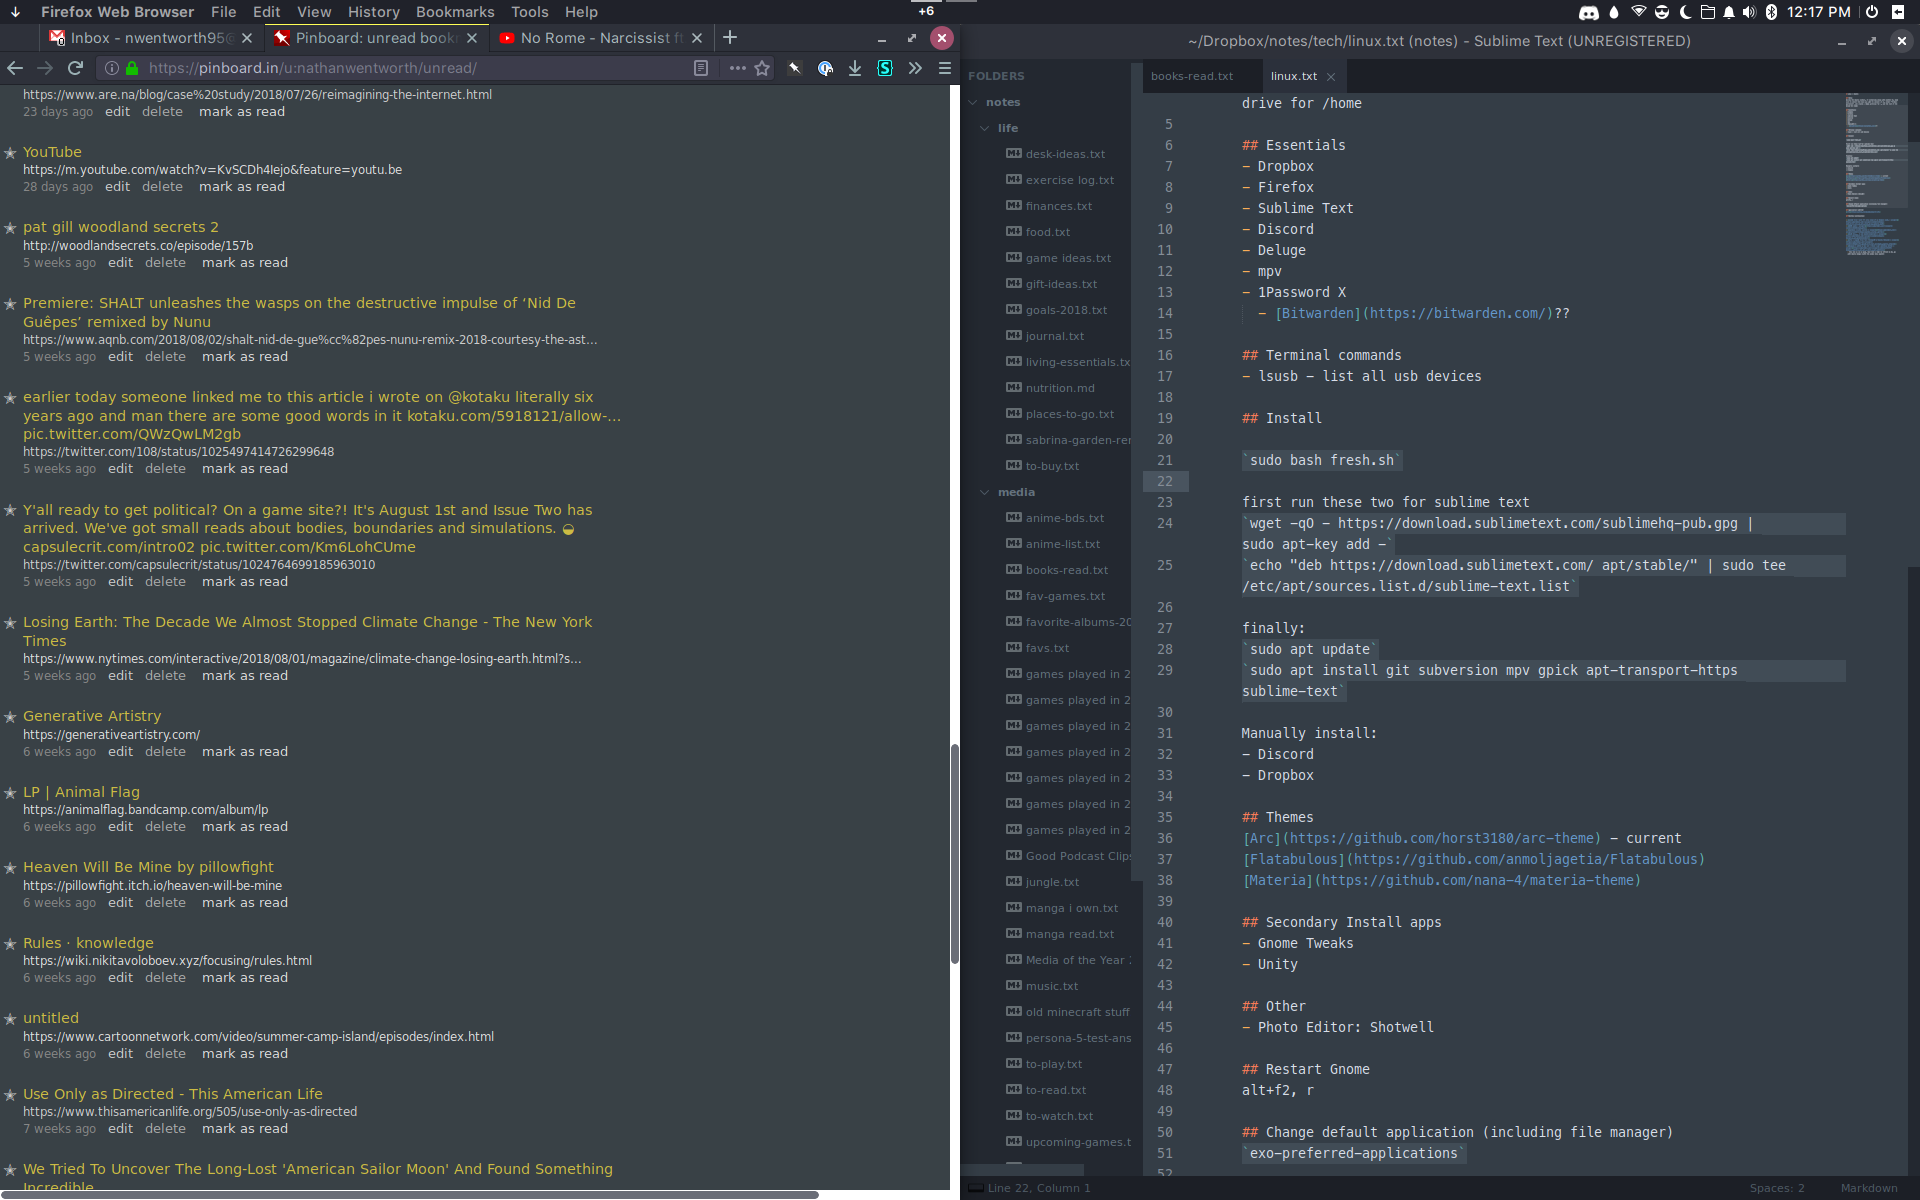 Firefox Web Browser File Edit View History Bookmarks Tools Help
+6
12:17 PM
Inbox - nwentworth95@
Pinboard: unread bookm
No Rome - Narcissist ft
https://pinboard.in/u:nathanwentworth/unread/
https://www.are.na/blog/case%20study/2018/07/26/reimagining-the-internet.html
23 days ago edit delete mark as read
YouTube
https://m.youtube.com/watch?v=KvSCDh4Iejo&feature=youtu.be
28 days ago edit delete mark as read
pat gill woodland secrets 2
http://woodlandsecrets.co/episode/157b
5 weeks ago edit delete mark as read
Premiere: SHALT unleashes the wasps on the destructive impulse of ‘Nid De
Guêpes’ remixed by Nunu
https://www.aqnb.com/2018/08/02/shalt-nid-de-gue%cc%82pes-nunu-remix-2018-courtesy-the-ast...
5 weeks ago edit delete mark as read
earlier today someone linked me to this article i wrote on @kotaku literally six
years ago and man there are some good words in it kotaku.com/5918121/allow-...
pic.twitter.com/QWzQwLM2gb
https://twitter.com/108/status/1025497414726299648
5 weeks ago edit delete mark as read
Y'all ready to get political? On a game site?! It's August 1st and Issue Two has
arrived. We've got small reads about bodies, boundaries and simulations.
capsulecrit.com/intro02 pic.twitter.com/Km6LohCUme
https://twitter.com/capsulecrit/status/1024764699185963010
5 weeks ago edit delete mark as read
Losing Earth: The Decade We Almost Stopped Climate Change - The New York
Times
https://www.nytimes.com/interactive/2018/08/01/magazine/climate-change-losing-earth.html?s...
5 weeks ago edit delete mark as read
Generative Artistry
https://generativeartistry.com/
6 weeks ago edit delete mark as read
LP | Animal Flag
https://animalflag.bandcamp.com/album/lp
6 weeks ago edit delete mark as read
Heaven Will Be Mine by pillowfight
https://pillowfight.itch.io/heaven-will-be-mine
6 weeks ago edit delete mark as read
Rules · knowledge
https://wiki.nikitavoloboev.xyz/focusing/rules.html
6 weeks ago edit delete mark as read
untitled
https://www.cartoonnetwork.com/video/summer-camp-island/episodes/index.html
6 weeks ago edit delete mark as read
Use Only as Directed - This American Life
https://www.thisamericanlife.org/505/use-only-as-directed
7 weeks ago edit delete mark as read
We Tried To Uncover The Long-Lost 'American Sailor Moon' And Found Something
Incredible
~/Dropbox/notes/tech/linux.txt (notes) - Sublime Text (UNREGISTERED)
FOLDERS
notes
life
desk-ideas.txt
exercise log.txt
finances.txt
food.txt
game ideas.txt
gift-ideas.txt
goals-2018.txt
journal.txt
living-essentials.tx
nutrition.md
places-to-go.txt
sabrina-garden-rer
to-buy.txt
media
anime-bds.txt
anime-list.txt
books-read.txt
fav-games.txt
favorite-albums-20
favs.txt
games played in 2
games played in 2
games played in 2
games played in 2
games played in 2
games played in 2
games played in 2
Good Podcast Clips
jungle.txt
manga i own.txt
manga read.txt
Media of the Year 2
music.txt
old minecraft stuff
persona-5-test-ans
to-play.txt
to-read.txt
to-watch.txt
upcoming-games.t
books-read.txt
linux.txt
drive for /home
5
6 ## Essentials
7 - Dropbox
8 - Firefox
9 - Sublime Text
10 - Discord
11 - Deluge
12 - mpv
13 - 1Password X
14 - [Bitwarden](https://bitwarden.com/)??
15
16 ## Terminal commands
17 - lsusb - list all usb devices
18
19 ## Install
20
21 `sudo bash fresh.sh`
22
23 first run these two for sublime text
24 `wget -qO - https://download.sublimetext.com/sublimehq-pub.gpg |
sudo apt-key add -`
25 `echo "deb https://download.sublimetext.com/ apt/stable/" | sudo tee
/etc/apt/sources.list.d/sublime-text.list`
26
27 finally:
28 `sudo apt update`
29 `sudo apt install git subversion mpv gpick apt-transport-https
sublime-text`
30
31 Manually install:
32 - Discord
33 - Dropbox
34
35 ## Themes
36 [Arc](https://github.com/horst3180/arc-theme) - current
37 [Flatabulous](https://github.com/anmoljagetia/Flatabulous)
38 [Materia](https://github.com/nana-4/materia-theme)
39
40 ## Secondary Install apps
41 - Gnome Tweaks
42 - Unity
43
44 ## Other
45 - Photo Editor: Shotwell
46
47 ## Restart Gnome
48 alt+f2, r
49
50 ## Change default application (including file manager)
51 `exo-preferred-applications`
52
Line 22, Column 1
Spaces: 2
Markdown